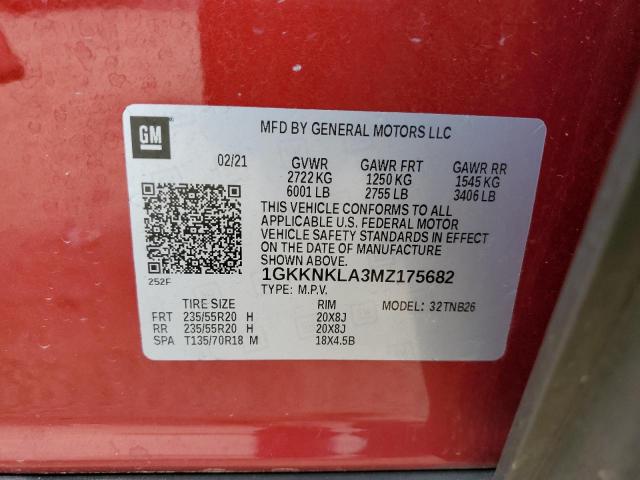 GM
MFD BY GENERAL MOTORS LLC
02/21 GVWR GAWR FRT GAWR RR
2722 KG 1250 KG 1545 KG
6001 LB 2755 LB 3406 LB
THIS VEHICLE CONFORMS TO ALL
APPLICABLE U.S. FEDERAL MOTOR
VEHICLE SAFETY STANDARDS IN EFFECT
ON THE DATE OF MANUFACTURE
SHOWN ABOVE.
252F
1GKKNKLA3MZ175682
TYPE: M.P.V.
TIRE SIZE RIM MODEL: 32TNB26
FRT 235/55R20 H 20X8J
RR 235/55R20 H 20X8J
SPA T135/70R18 M 18X4.5B